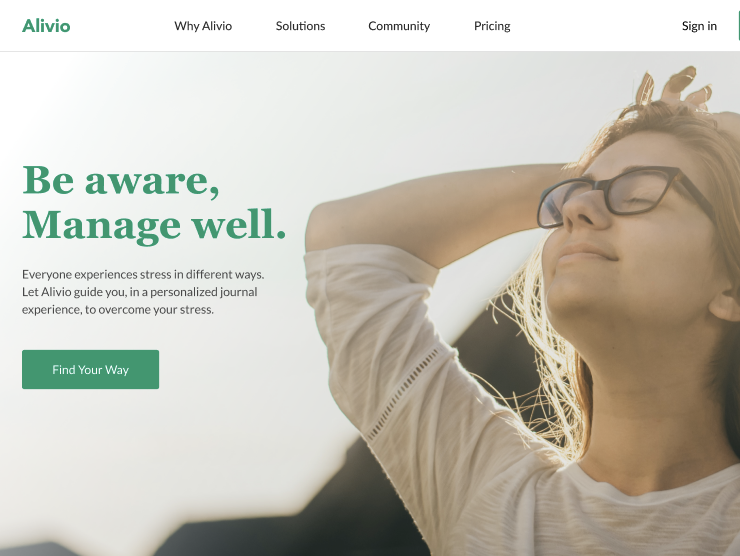 Alivio
Why Alivio
Solutions
Community
Pricing
Sign in
Be aware,
Manage well.
Everyone experiences stress in different ways.
Let Alivio guide you, in a personalized journal
experience, to overcome your stress.
Find Your Way